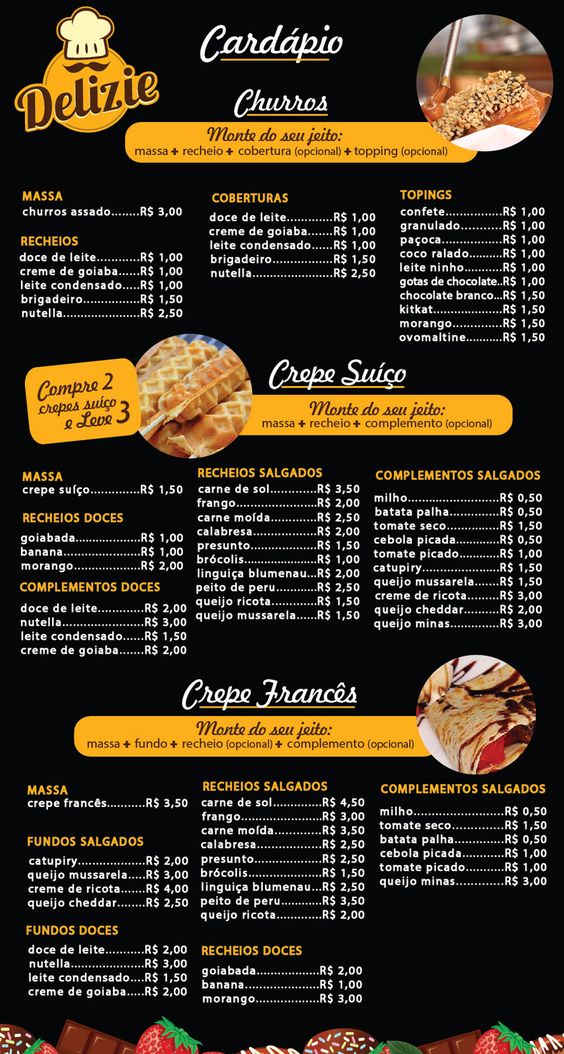 Delizie
Cardápio
Churros
Monte do seu jeito:
massa + recheio + cobertura (opcional) + topping (opcional)
MASSA
churros assado.......R$ 3,00
RECHEIOS
doce de leite............R$ 1,00
creme de goiaba......R$ 1,00
leite condensado.....R$ 1,00
brigadeiro................R$ 1,50
nutella......................R$ 2,50
COBERTURAS
doce de leite.............R$ 1,00
creme de goiaba.......R$ 1,00
leite condensado......R$ 1,00
brigadeiro.................R$ 1,50
nutella.......................R$ 2,50
TOPINGS
confete.................R$ 1,00
granulado............R$ 1,00
paçoca..................R$ 1,00
coco ralado..........R$ 1,00
leite ninho............R$ 1,00
gotas de chocolate..R$ 1,00
chocolate branco...R$ 1,50
kitkat....................R$ 1,50
morango...............R$ 1,50
ovomaltine...........R$ 1,50
Compre 2
crepes suíço
e Leve 3
Crepe Suíço
Monte do seu jeito:
massa + recheio + complemento (opcional)
MASSA
crepe suíço...............R$ 1,50
RECHEIOS DOCES
goiabada...................R$ 1,00
banana......................R$ 1,00
morango...................R$ 2,00
COMPLEMENTOS DOCES
doce de leite.............R$ 2,00
nutella.......................R$ 3,00
leite condensado......R$ 1,50
creme de goiaba.......R$ 2,00
RECHEIOS SALGADOS
carne de sol..............R$ 3,50
frango........................R$ 2,00
carne moída..............R$ 2,50
calabresa...................R$ 2,00
presunto....................R$ 1,50
brócolis......................R$ 1,00
linguiça blumenau...R$ 2,00
peito de peru............R$ 2,50
queijo ricota.............R$ 1,50
queijo mussarela......R$ 1,50
COMPLEMENTOS SALGADOS
milho.........................R$ 0,50
batata palha..............R$ 0,50
tomate seco...............R$ 1,50
cebola picada............R$ 0,50
tomate picado...........R$ 1,00
catupiry.....................R$ 1,50
queijo mussarela.......R$ 1,50
creme de ricota.........R$ 3,00
queijo cheddar..........R$ 2,00
queijo minas..............R$ 3,00
Crepe Francês
Monte do seu jeito:
massa + fundo + recheio (opcional) + complemento (opcional)
MASSA
crepe francês...........R$ 3,50
FUNDOS SALGADOS
catupiry....................R$ 2,00
queijo mussarela......R$ 3,00
creme de ricota........R$ 4,00
queijo cheddar.........R$ 2,50
FUNDOS DOCES
doce de leite...........R$ 2,00
nutella.....................R$ 3,00
leite condensado....R$ 1,50
creme de goiaba.....R$ 2,00
RECHEIOS SALGADOS
carne de sol..............R$ 4,50
frango.......................R$ 3,00
carne moída..............R$ 3,50
calabresa...................R$ 2,50
presunto...................R$ 2,50
brócolis.....................R$ 1,50
linguiça blumenau...R$ 2,50
peito de peru............R$ 3,50
queijo ricota.............R$ 2,00
RECHEIOS DOCES
goiabada...................R$ 2,00
banana......................R$ 1,00
morango...................R$ 3,00
COMPLEMENTOS SALGADOS
milho.........................R$ 0,50
tomate seco...............R$ 1,50
batata palha..............R$ 0,50
cebola picada............R$ 1,00
tomate picado...........R$ 1,00
queijo minas..............R$ 3,00